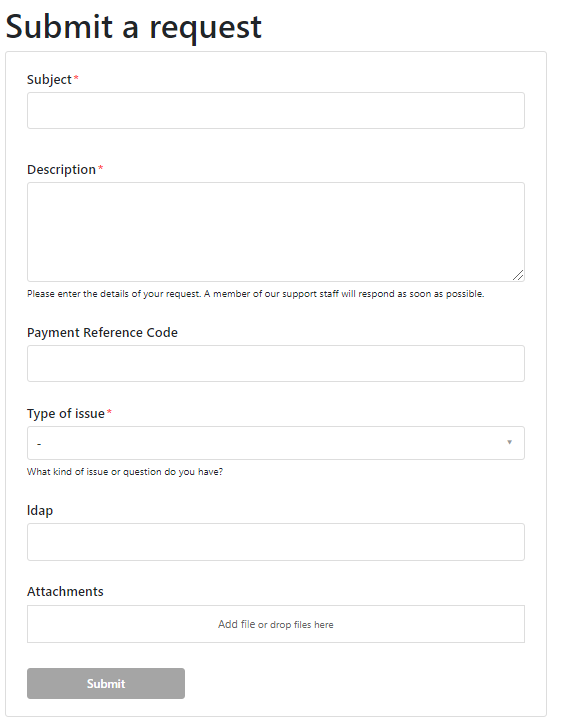 Submit a request
Subject*
Description*
Please enter the details of your request. A member of our support staff will respond as soon as possible.
Payment Reference Code
Type of issue*
-
What kind of issue or question do you have?
ldap
Attachments
Add file or drop files here
Submit